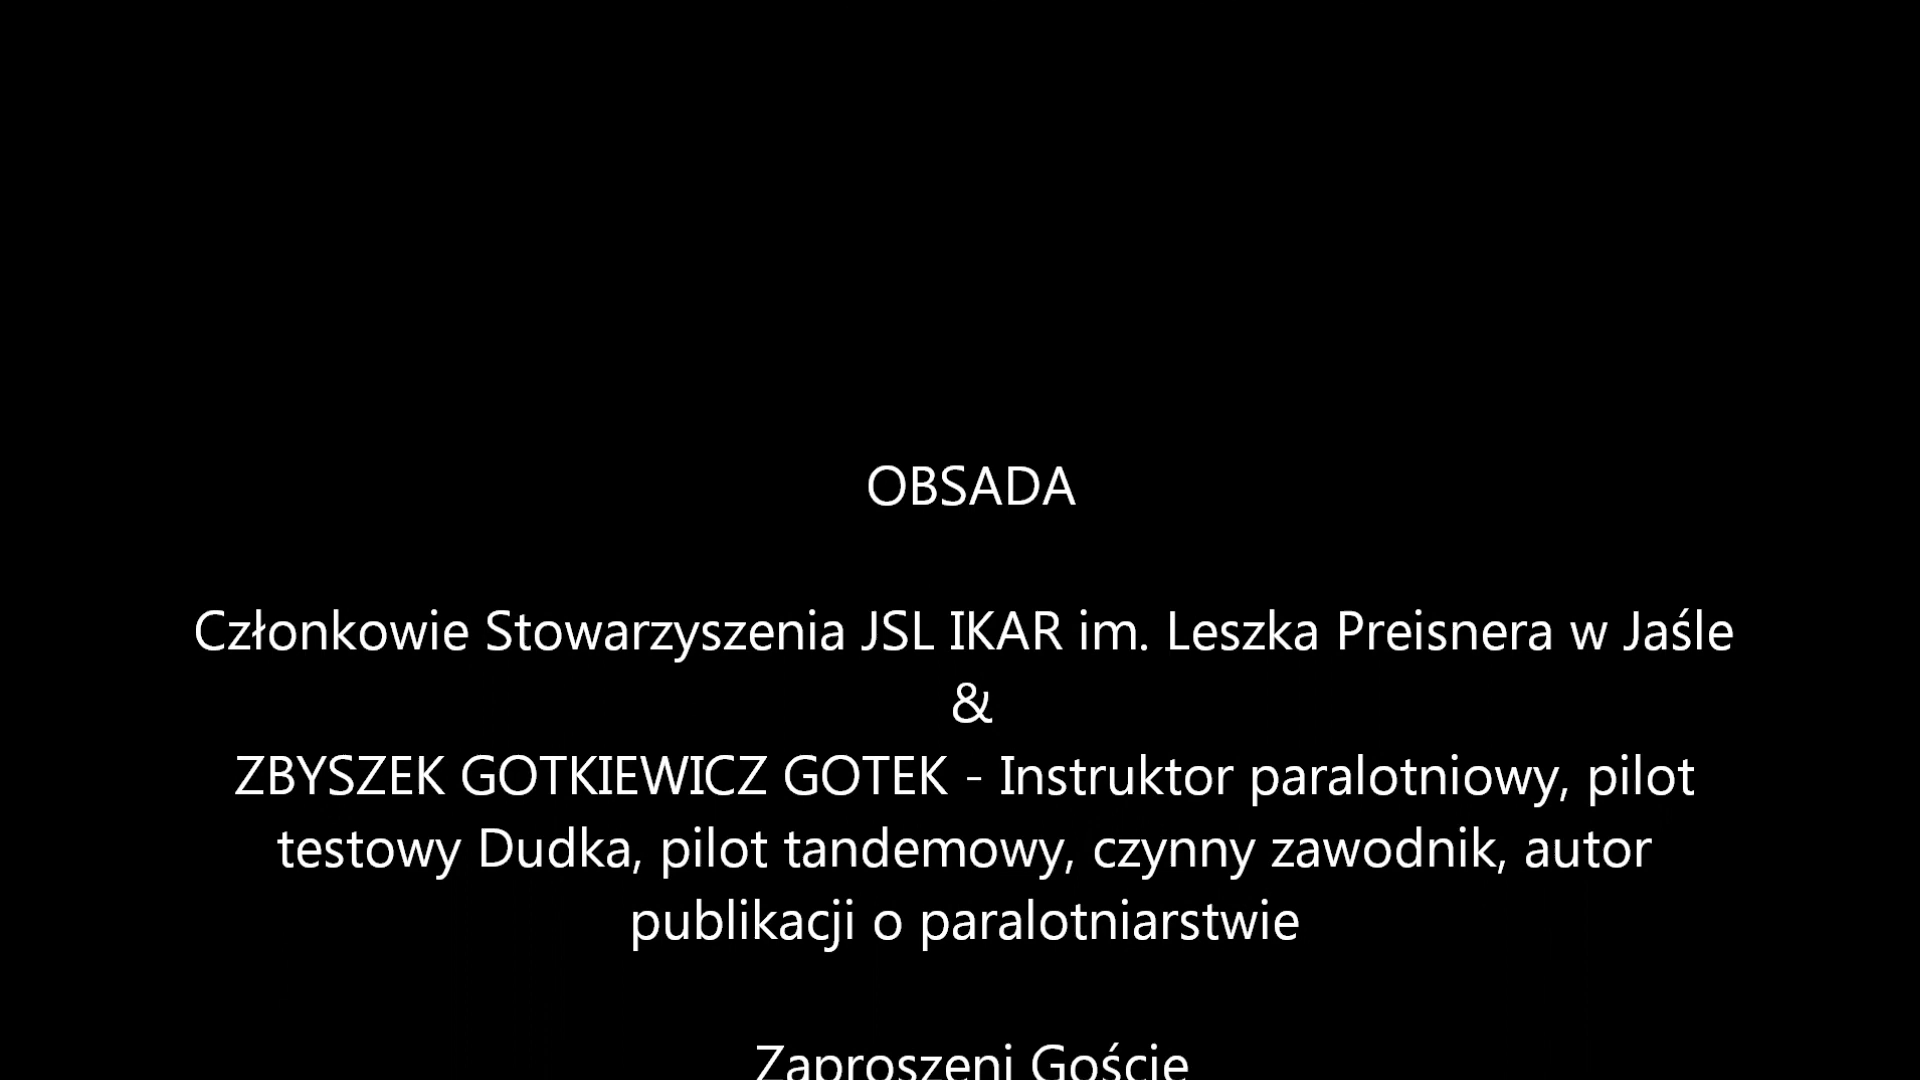 OBSADA
Członkowie Stowarzyszenia JSL IKAR im. Leszka Preisnera w Jaśle
&
ZBYSZEK GOTKIEWICZ GOTEK - Instruktor paralotniowy, pilot
testowy Dudka, pilot tandemowy, czynny zawodnik, autor
publikacji o paralotniarstwie
Zaproszeni Goście